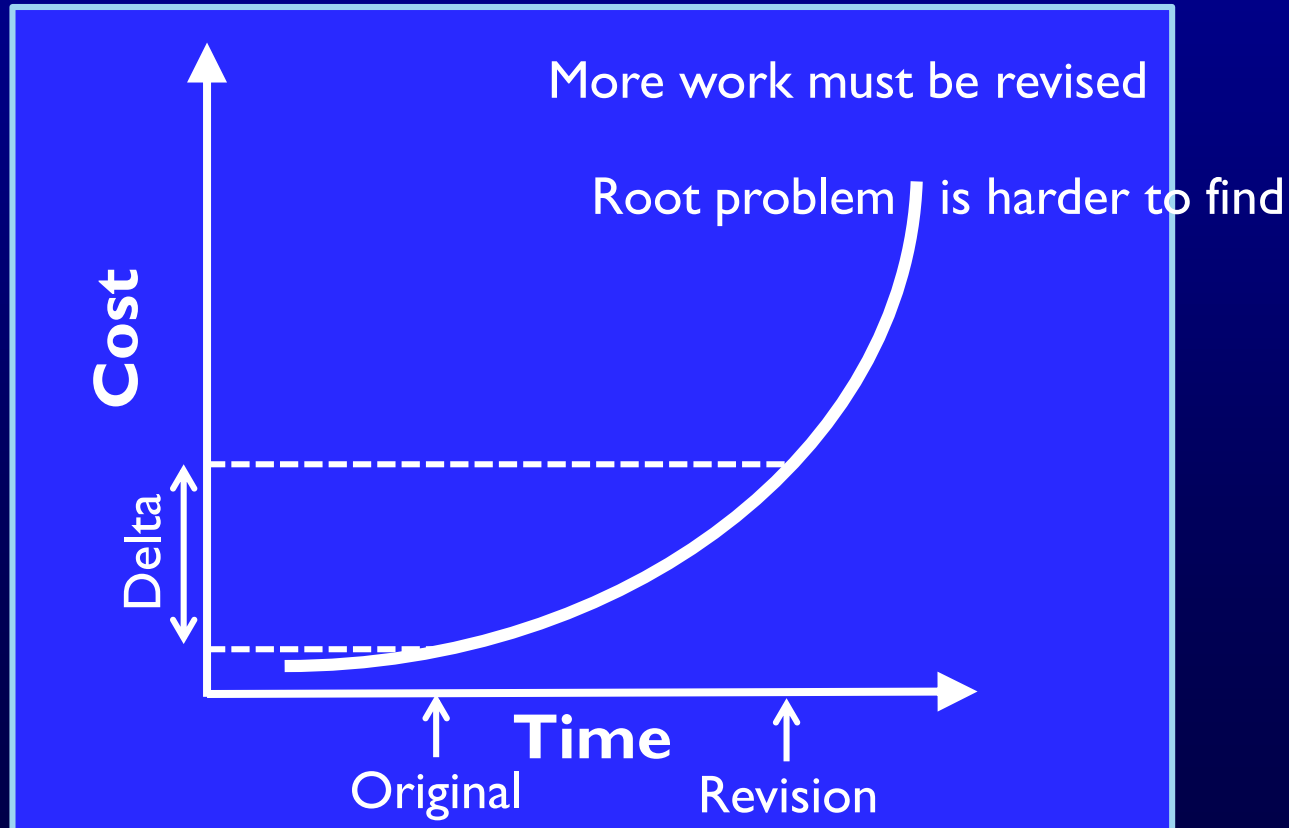 More work must be revised
Root problem is harder to find
Cost
Delta
Time
Original
Revision